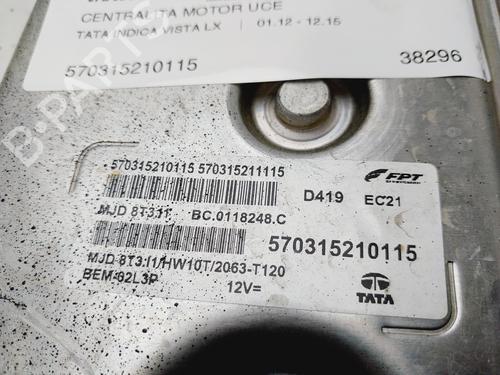 CENTRALITA MOTOR UCE
TATA INDICA VISTA LX | 01.12 - 12.15
570315210115 38296
B-PARTS
570315210115 570315211115
FPT
D419 EC21
MJD 8T3.I1 BC.0118248.C
570315210115
MJD 8T3.I1/HW10T/2063-T120
BEM-62L3P 12V=
TATA